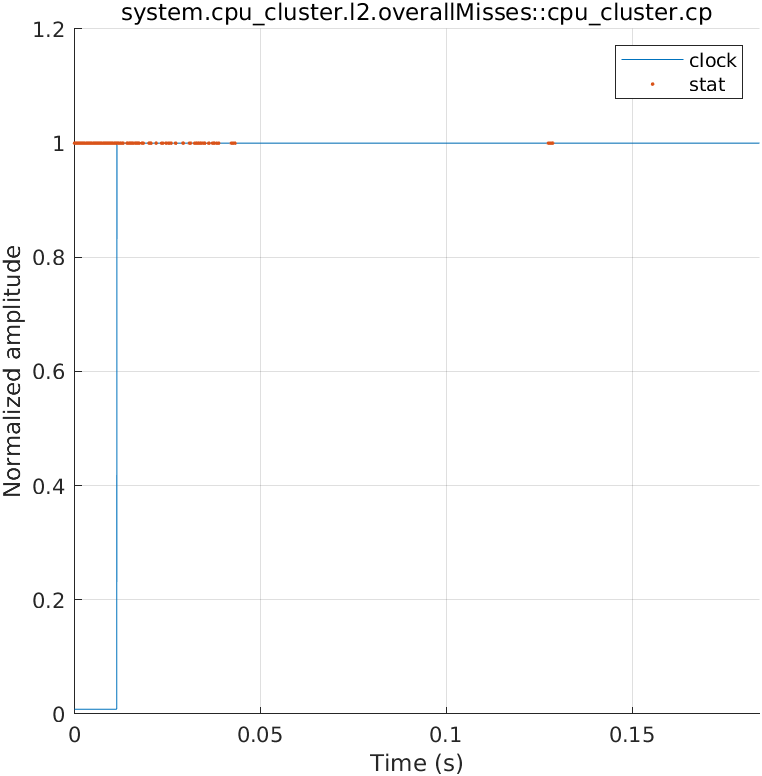 system.cpu_cluster.l2.overallMisses::cpu_cluster.cp
1.2
clock
stat
1
0.8
0.6
0.4
0.2
0
Normalized amplitude
0 0.05 0.1 0.15
Time (s)